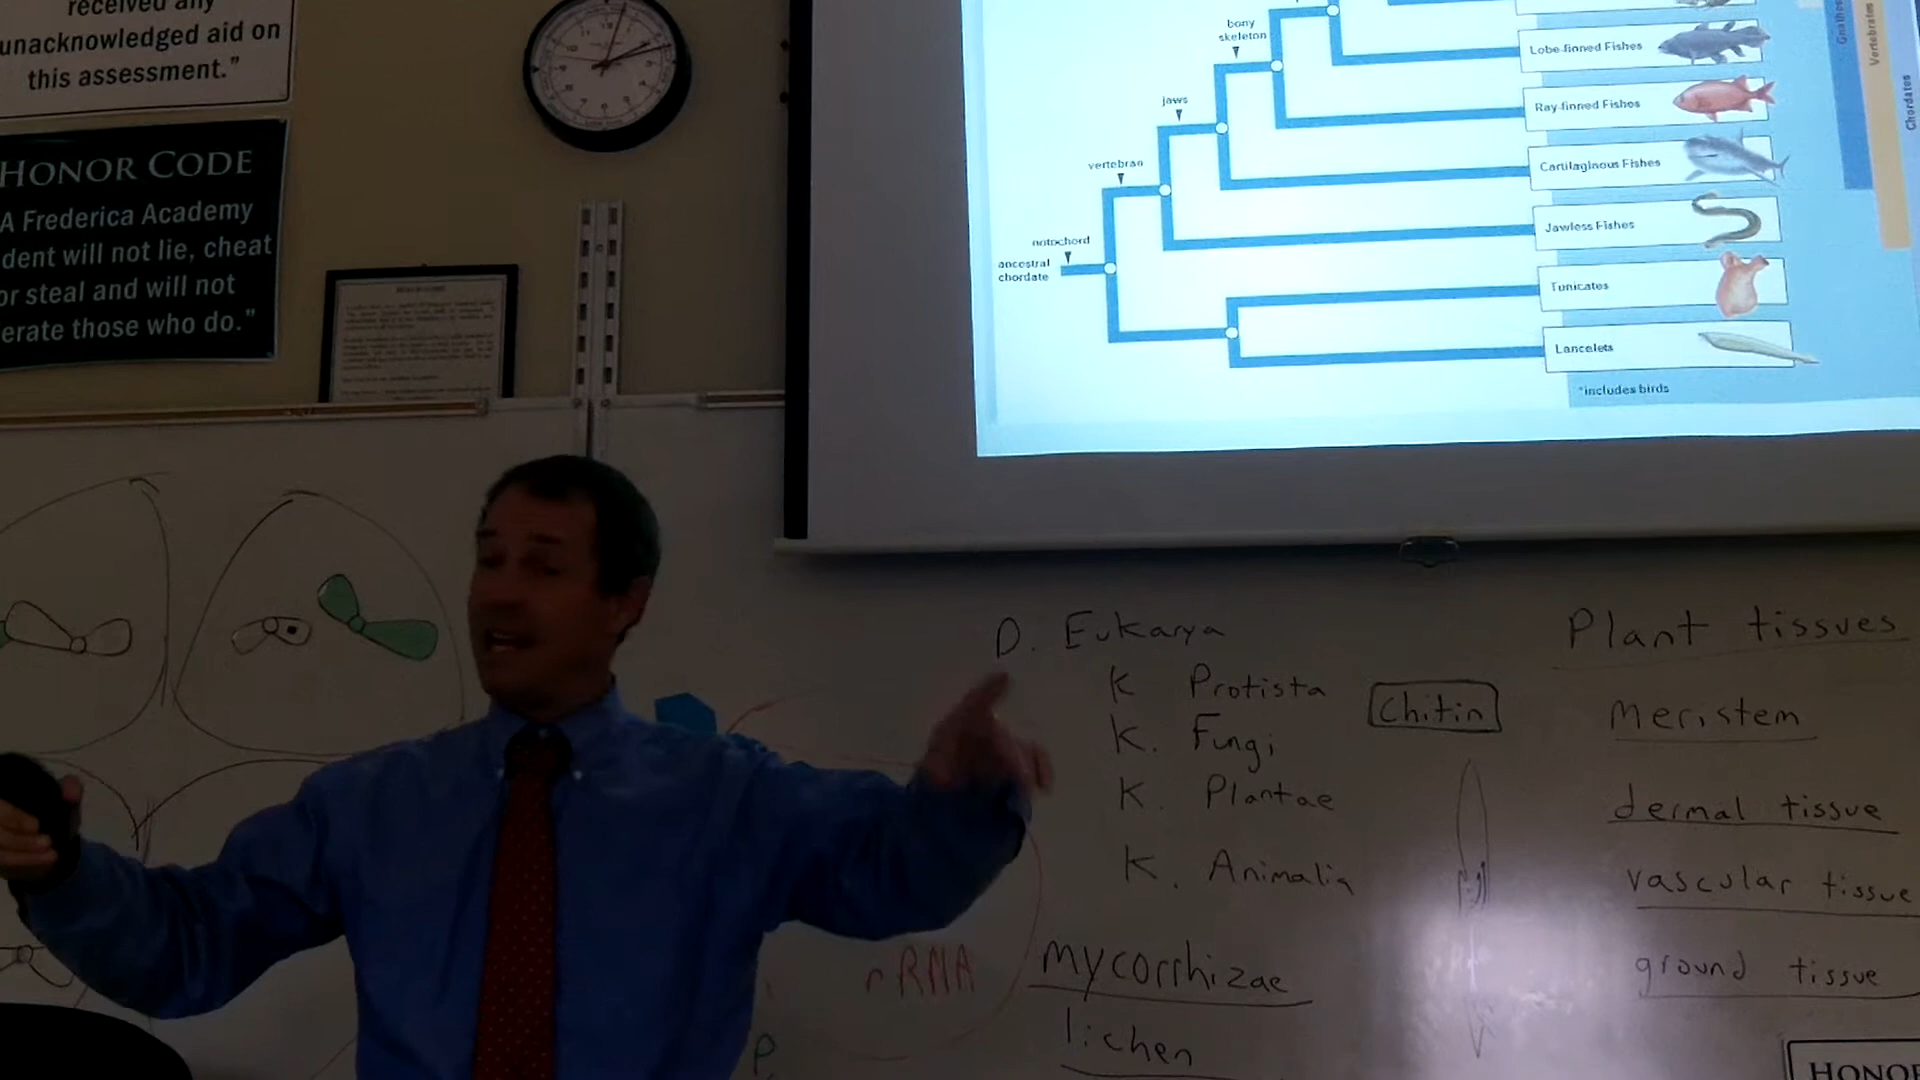 received any
unacknowledged aid on
this assessment.”
HONOR CODE
A Frederica Academy
dent will not lie, cheat
or steal and will not
erate those who do.”
bony
skeleton
jaws
vertebran
notochord
ancestral
chordate
Lobe-finned Fishes
Ray-finned Fishes
Cartilaginous Fishes
Jawless Fishes
Tunicates
Lancelets
*includes birds
Vertebrates
Chordates
D. Eukarya
K Protista
K. Fungi
K. Plantae
K. Animalia
Chitin
mycorrhizae
lichen
rRNA
P
Plant tissues
Meristem
dermal tissue
vascular tissue
ground tissue
HONOR